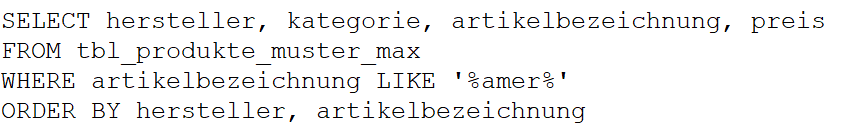 SELECT hersteller, kategorie, artikelbezeichnung, preis
FROM tbl_produkte_muster_max
WHERE artikelbezeichnung LIKE '%amer%'
ORDER BY hersteller, artikelbezeichnung